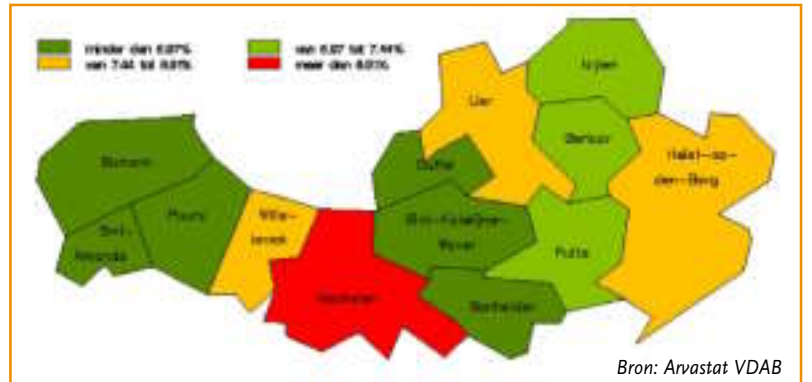 minder dan 6.07%
van 6.07 tot 7.44%
van 7.44 tot 8.81%
meer dan 8.81%
Nijlen
Lier
Berlaar
Heist-op-
den-Berg
Bornem
Duffel
Puurs
Sint-
Amands
Wille-
broek
Sint-Katelijne-
Waver
Putte
Mechelen
Bonheiden
Bron: Arvastat VDAB